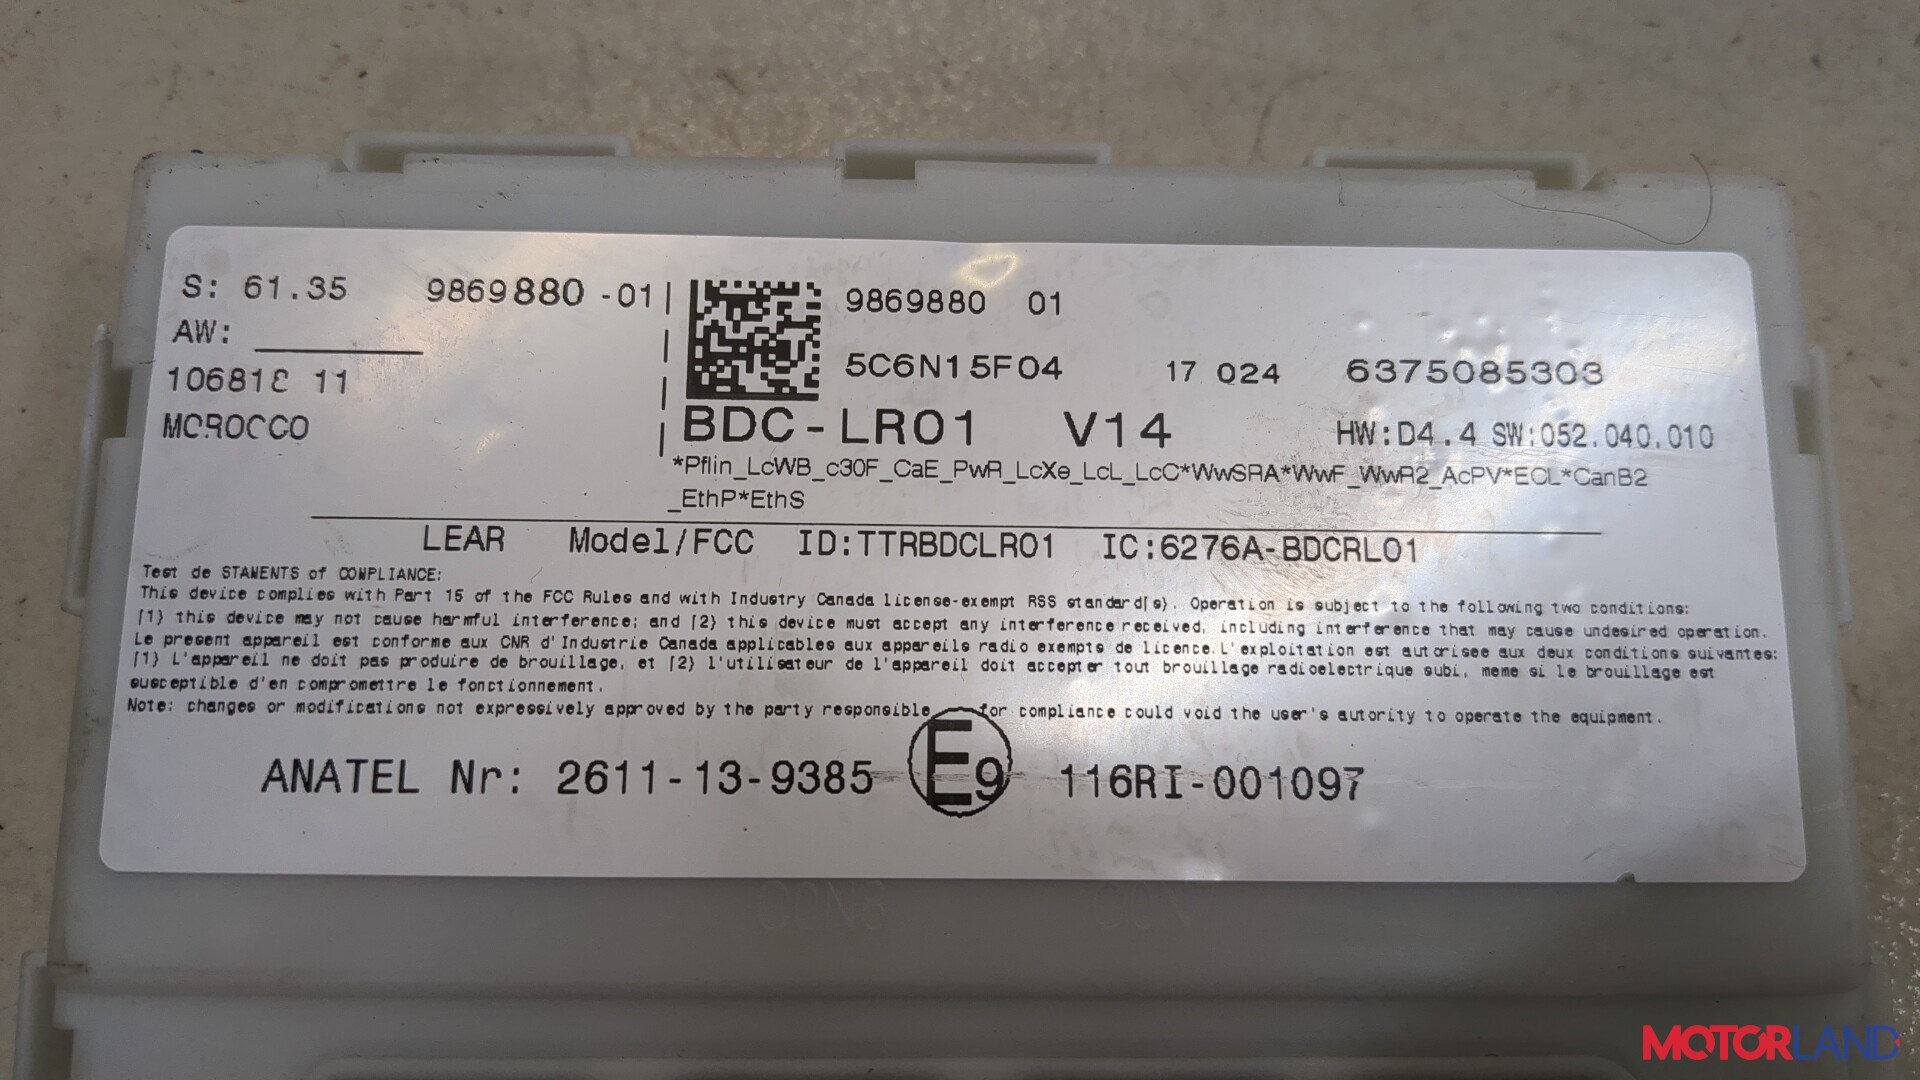 S: 61.35 9869880 -01
AW:
106818 11
MOROCCO
9869880 01
5C6N15F04 17 024 6375085303
BDC-LR01 V14 HW:D4.4 SW:052.040.010
*Pflin_LcWB_c30F_CaE_PwR_LcXe_LcL_LcC*WwSRA*WwF_WwR2_AcPV*ECL*CanB2
_EthP*EthS
LEAR Model/FCC ID:TTRBDCLR01 IC:6276A-BDCRL01
Test de STAMENTS of COMPLIANCE:
This device complies with Part 15 of the FCC Rules and with Industry Canada license-exempt RSS standard(s). Operation is subject to the following two conditions:
(1) this device may not cause harmful interference; and (2) this device must accept any interference received, including interference that may cause undesired operation.
Le present appareil est conforme aux CNR d'Industrie Canada applicables aux appareils radio exempts de licence.L'exploitation est autorisee aux deux conditions suivantes:
(1) L'appareil ne doit pas produire de brouillage, et (2) l'utilisateur de l'appareil doit accepter tout brouillage radioelectrique subi, meme si le brouillage est
susceptible d'en compromettre le fonctionnement.
Note: changes or modifications not expressively approved by the party responsible for compliance could void the user's autority to operate the equipment.
ANATEL Nr: 2611-13-9385 E9 116RI-001097
MOTORLAND